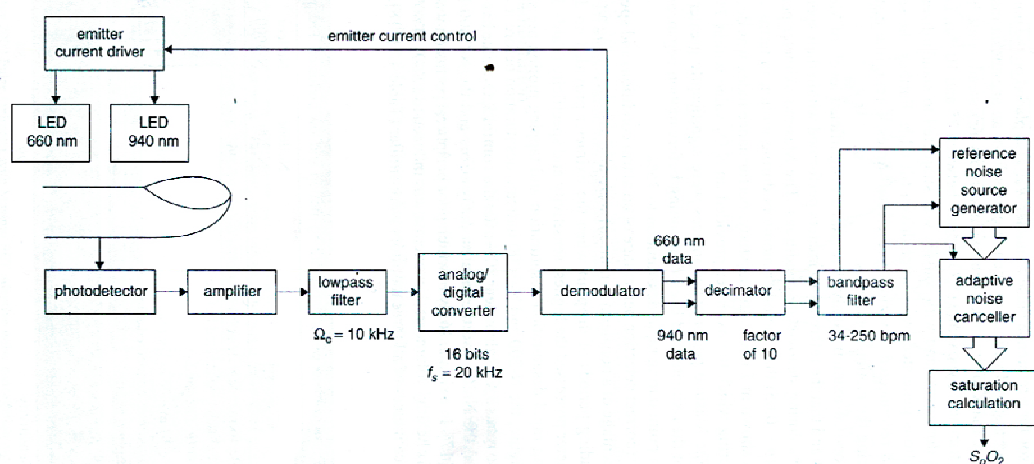 emitter
current driver
emitter current control
LED
660 nm
LED
940 nm
reference
noise
source
generator
photodetector
amplifier
lowpass
filter
Ωc = 10 kHz
analog/
digital
converter
16 bits
fs = 20 kHz
demodulator
660 nm
data
940 nm
data
decimator
factor
of 10
bandpass
filter
34-250 bpm
adaptive
noise
canceller
saturation
calculation
SpO2